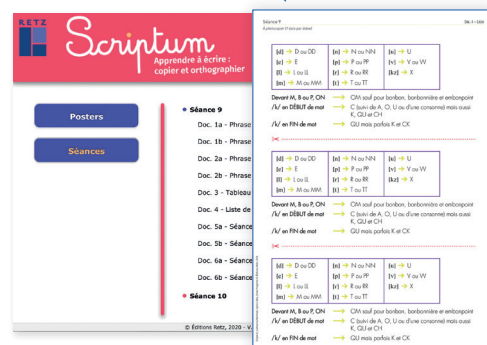 RETZ
Scriptum
Apprendre à écrire :
copier et orthographier
Posters
Séances
• Séance 9
Doc. 1a - Phrase
Doc. 1b - Phrase
Doc. 2a - Phrase
Doc. 3 - Tableau
Doc. 4 - Liste de
Doc. 5a - Séance
Doc. 5b - Séance
Doc. 6a - Séance
Doc. 6b - Séance
• Séance 10
© Éditions Retz, 2020 - V.
Séance 9
[d] → D ou DD [n] → N ou NN [u] → U
→ E [p] → P ou PP [v] → V ou W
[l] → L ou LL [r] → R ou RR [kz] → X
[m] → M ou MM [t] → T ou TT
Devant M, B ou P, ON → OM sauf pour bonbon, bonbonnière et embonpoint
/k/ en DÉBUT de mot → C (suivi de A, O, U ou d'une consonne) mais aussi
K, QU et CH
/k/ en FIN de mot → QU mais parfois K et CK
[d] → D ou DD [n] → N ou NN [u] → U
→ E [p] → P ou PP [v] → V ou W
[l] → L ou LL [r] → R ou RR [kz] → X
[m] → M ou MM [t] → T ou TT
Devant M, B ou P, ON → OM sauf pour bonbon, bonbonnière et embonpoint
/k/ en DÉBUT de mot → C (suivi de A, O, U ou d'une consonne) mais aussi
K, QU et CH
/k/ en FIN de mot → QU mais parfois K et CK
[d] → D ou DD [n] → N ou NN [u] → U
→ E [p] → P ou PP [v] → V ou W
[l] → L ou LL [r] → R ou RR [kz] → X
[m] → M ou MM [t] → T ou TT
Devant M, B ou P, ON → OM sauf pour bonbon, bonbonnière et embonpoint
/k/ en DÉBUT de mot → C (suivi de A, O, U ou d'une consonne) mais aussi
K, QU et CH
/k/ en FIN de mot → QU mais parfois K et CK